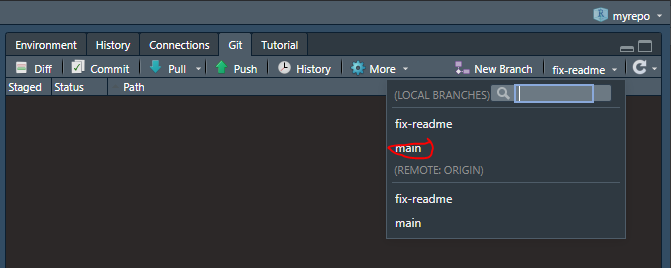 myrepo
Environment History Connections Git Tutorial
Diff Commit Pull Push History More New Branch fix-readme
Staged Status Path
(LOCAL BRANCHES)
fix-readme
main
(REMOTE: ORIGIN)
fix-readme
main